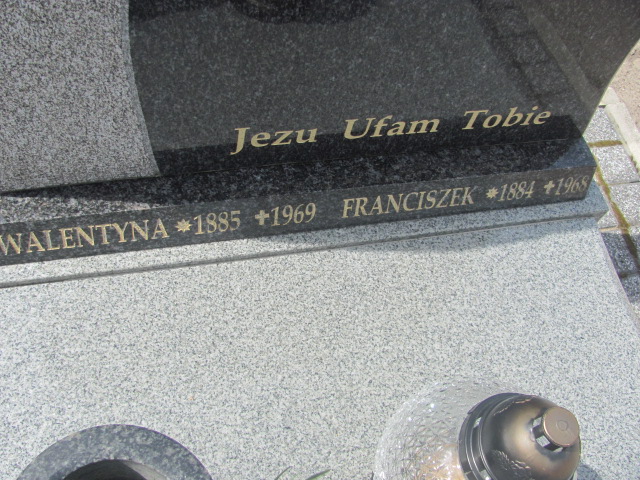 Jezu Ufam Tobie
WALENTYNA *1885 ✝1969 FRANCISZEK *1884 ✝1968